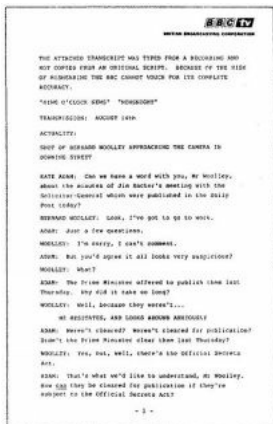 BBC tv
BRITISH BROADCASTING CORPORATION
THE ATTACHED TRANSCRIPT WAS TYPED FROM A RECORDING AND
NOT COPIED FROM AN ORIGINAL SCRIPT. BECAUSE OF THE RISK
OF MISHEARING THE BBC CANNOT VOUCH FOR ITS COMPLETE
ACCURACY.
"NINE O'CLOCK NEWS" "NEWSNIGHT"
TRANSMISSION: AUGUST 14th
ACTUALITY:
SHOT OF BERNARD WOOLLEY APPROACHING THE CAMERA IN
DOWNING STREET
KATE ADAM: Can we have a word with you, Mr Woolley,
about the minutes of Jim Hacker's meeting with the
Solicitor-General which were published in the Daily
Post today?
BERNARD WOOLLEY: Look, I've got to go to work.
ADAM: Just a few questions.
WOOLLEY: I'm sorry, I can't comment.
ADAM: But you'd agree it all looks very suspicious?
WOOLLEY: What?
ADAM: The Prime Minister offered to publish them last
Thursday. Why did it take so long?
WOOLLEY: Well, because they weren't...
HE HESITATES, AND LOOKS AROUND ANXIOUSLY
ADAM: Weren't cleared? Weren't cleared for publication?
Didn't the Prime Minister clear them last Thursday?
WOOLLEY: Yes, but, well, there's the Official Secrets
Act.
ADAM: That's what we'd like to understand, Mr Woolley.
How can they be cleared for publication if they're
subject to the Official Secrets Act?
- 1 -